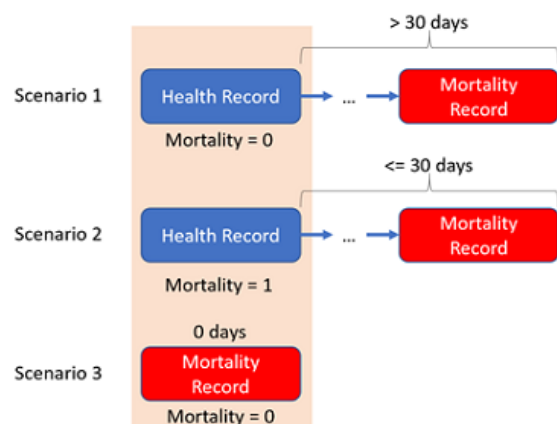 > 30 days
Scenario 1
Health Record
...
Mortality
Record
Mortality = 0
<= 30 days
Scenario 2
Health Record
...
Mortality
Record
Mortality = 1
0 days
Scenario 3
Mortality
Record
Mortality = 0